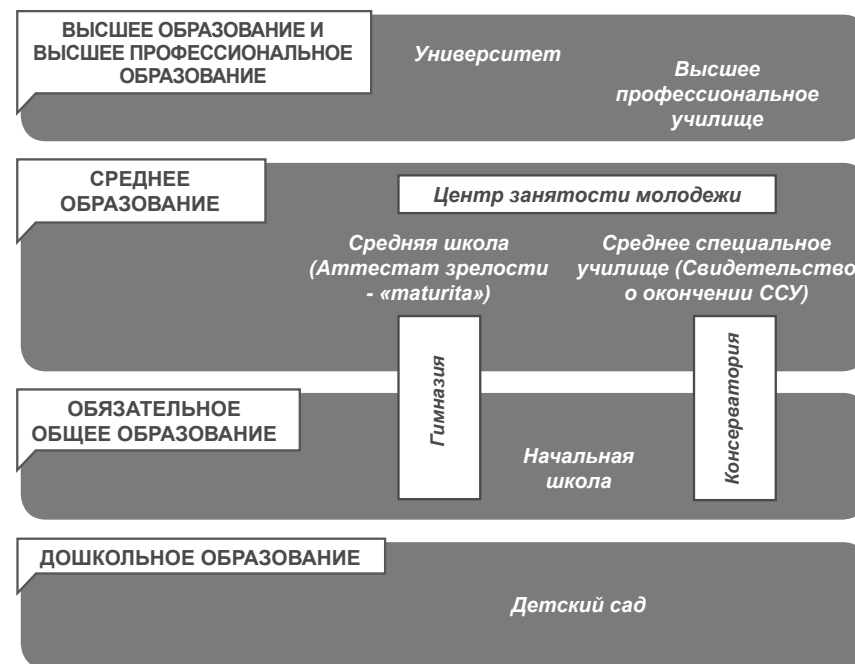 ВЫСШЕЕ ОБРАЗОВАНИЕ И
ВЫСШЕЕ ПРОФЕССИОНАЛЬНОЕ
ОБРАЗОВАНИЕ
Университет
Высшее
профессиональное
училище
СРЕДНЕЕ
ОБРАЗОВАНИЕ
Центр занятости молодежи
Средняя школа
(Аттестат зрелости
- «maturita»)
Среднее специальное
училище (Свидетельство
о окончении ССУ)
Гимназия
Консерватория
ОБЯЗАТЕЛЬНОЕ
ОБЩЕЕ ОБРАЗОВАНИЕ
Начальная
школа
ДОШКОЛЬНОЕ ОБРАЗОВАНИЕ
Детский сад